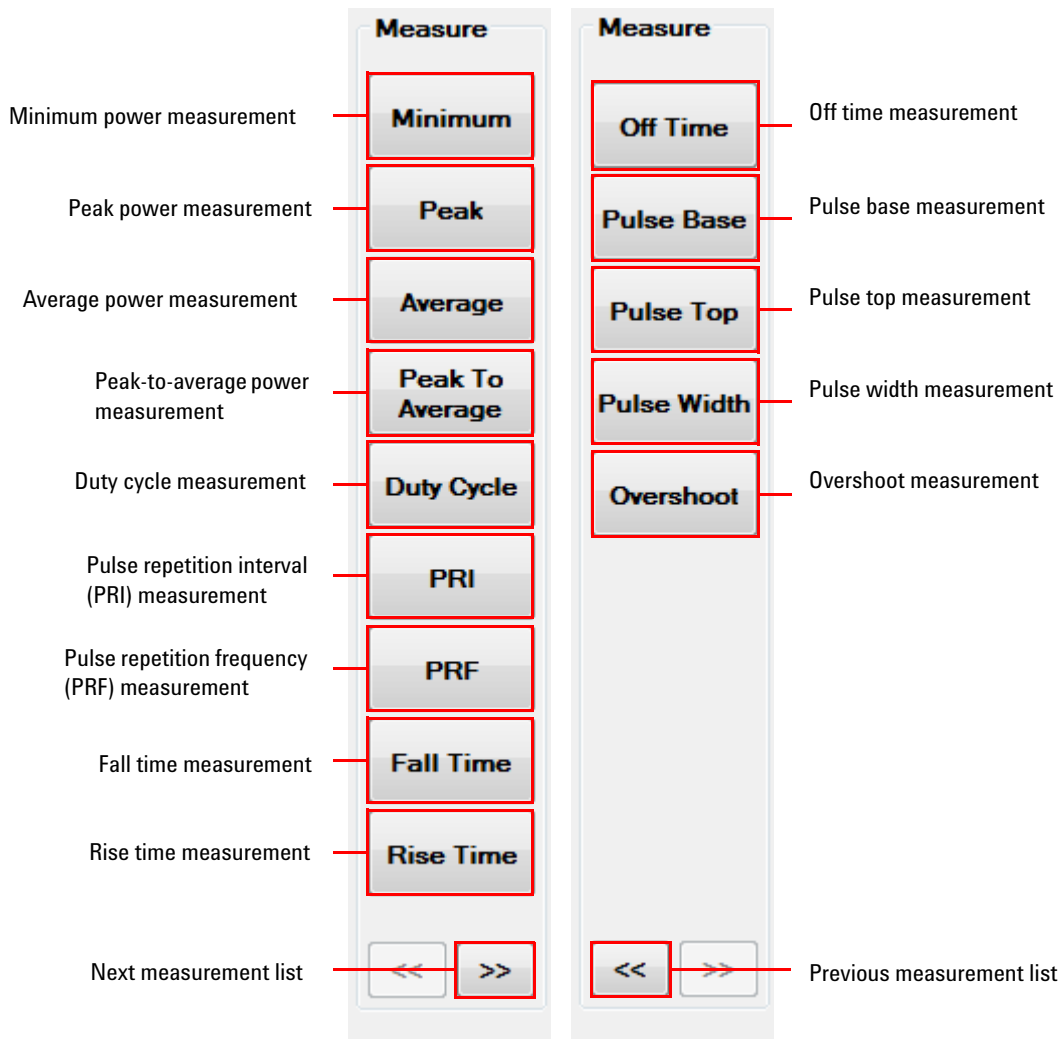 Measure
Measure
Minimum power measurement
Minimum
Off Time
Off time measurement
Peak power measurement
Peak
Pulse Base
Pulse base measurement
Average power measurement
Average
Pulse Top
Pulse top measurement
Peak-to-average power
measurement
Peak To
Average
Pulse Width
Pulse width measurement
Duty cycle measurement
Duty Cycle
Overshoot
Overshoot measurement
Pulse repetition interval
(PRI) measurement
PRI
Pulse repetition frequency
(PRF) measurement
PRF
Fall time measurement
Fall Time
Rise time measurement
Rise Time
Next measurement list
<<
>>
<<
>>
Previous measurement list